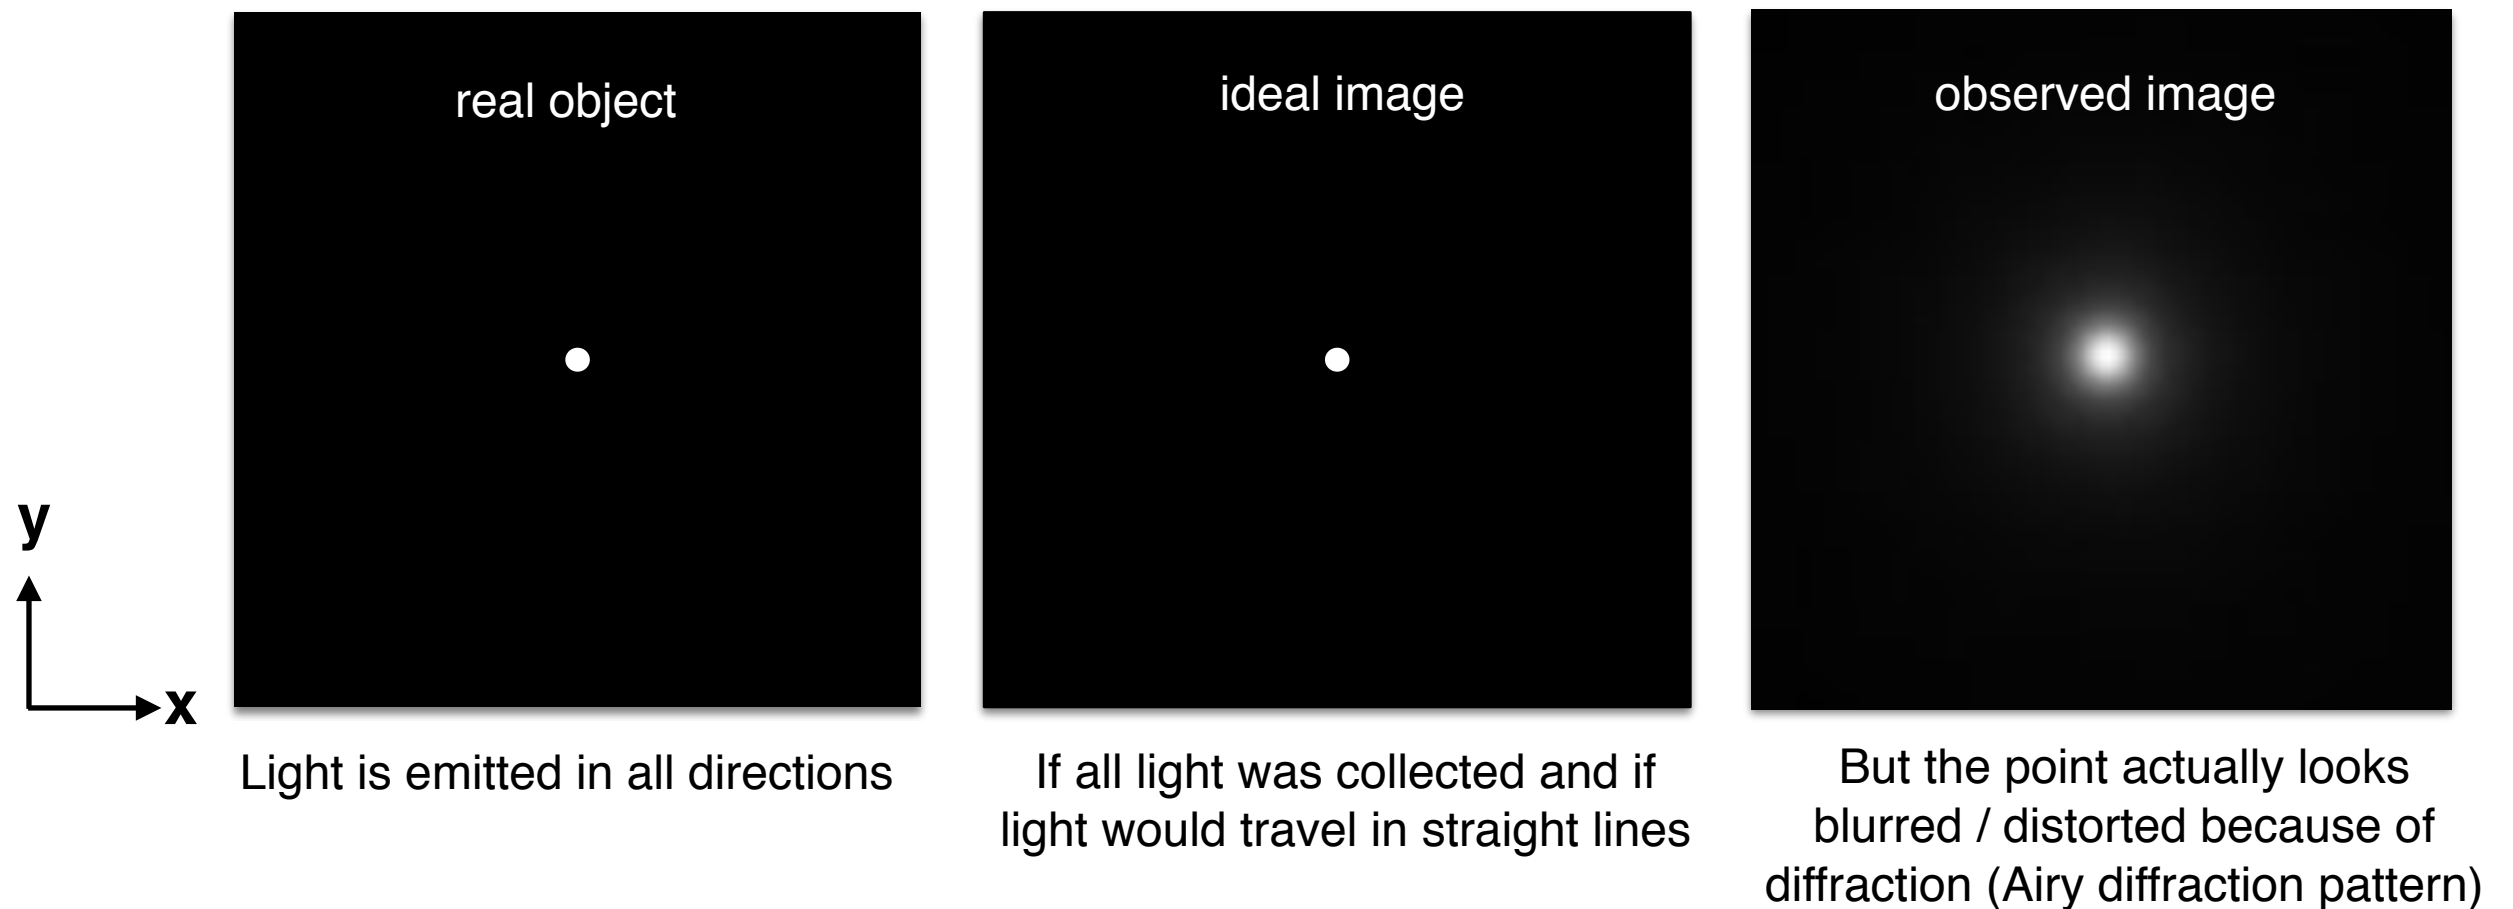 real object
ideal image
observed image
y
x
Light is emitted in all directions
If all light was collected and if
light would travel in straight lines
But the point actually looks
blurred / distorted because of
diffraction (Airy diffraction pattern)